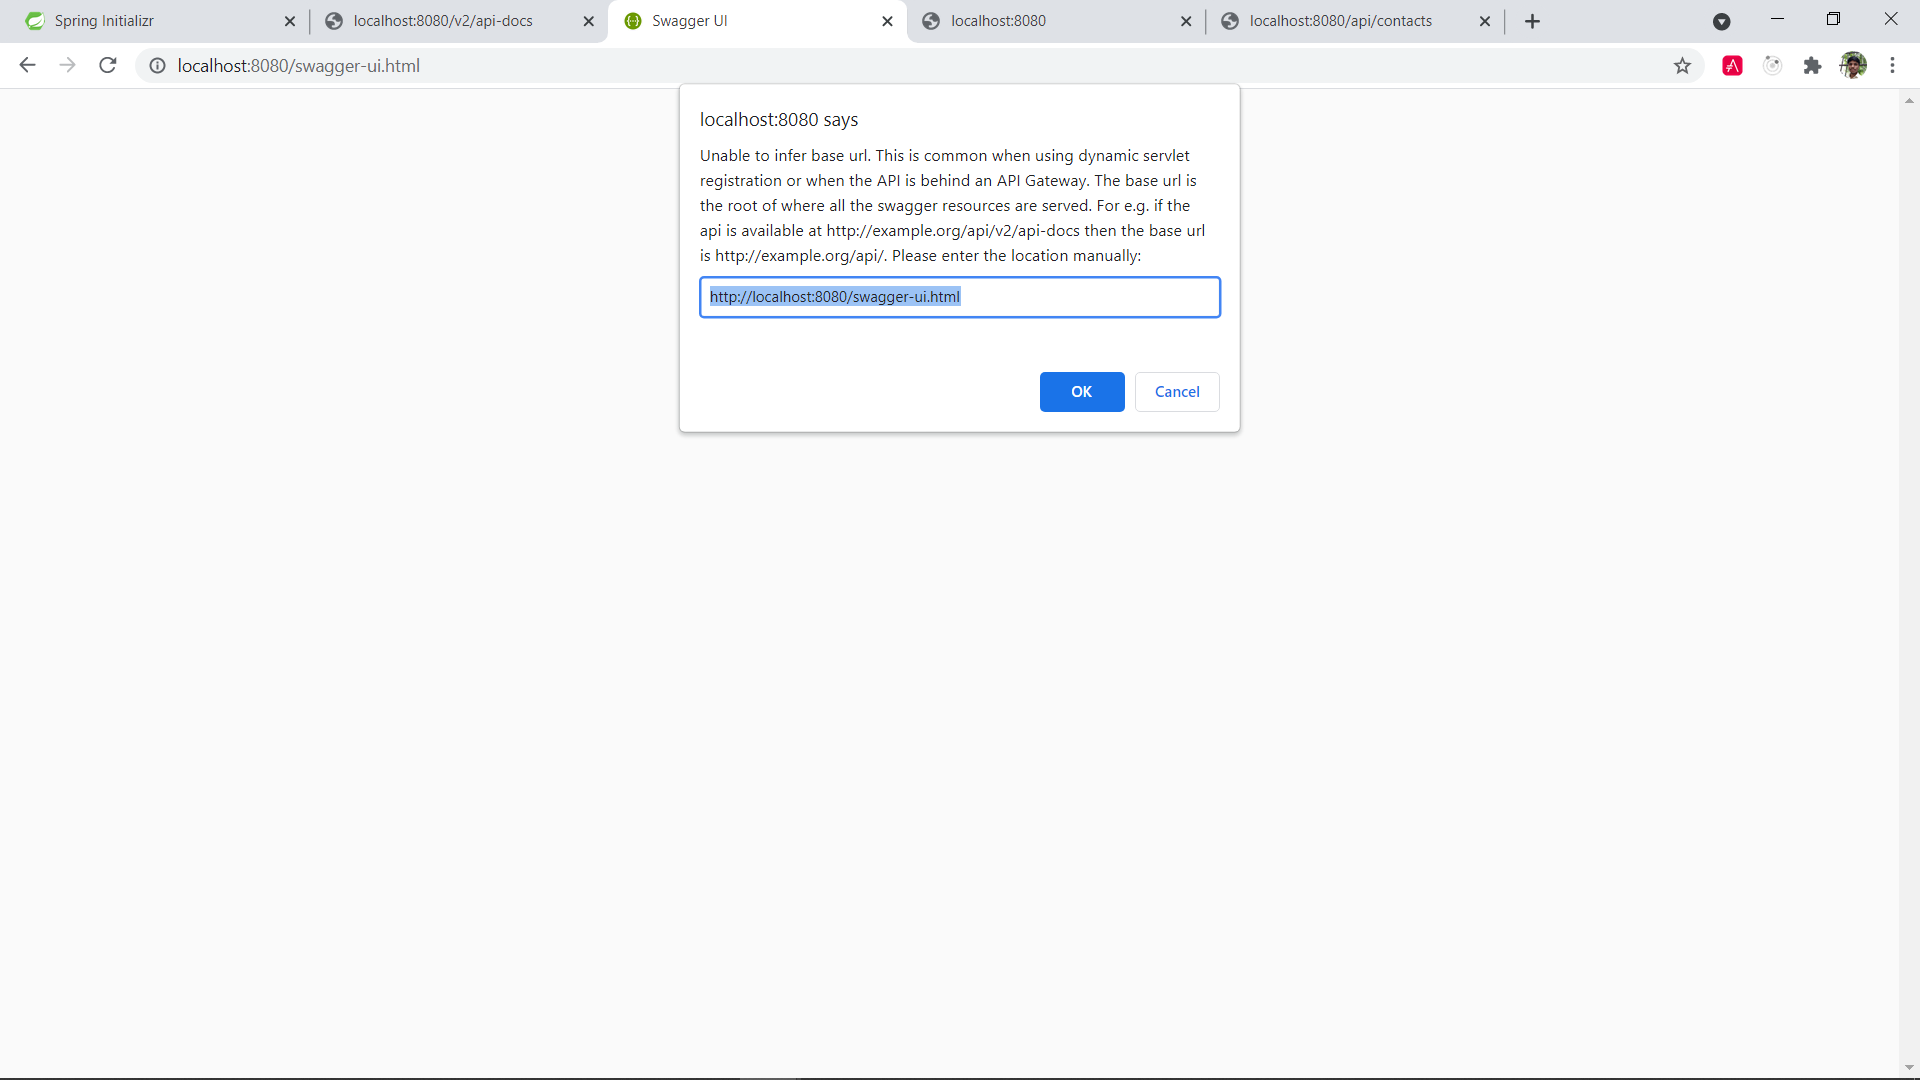 Spring Initializr
localhost:8080/v2/api-docs
Swagger UI
localhost:8080
localhost:8080/api/contacts
localhost:8080/swagger-ui.html
localhost:8080 says
Unable to infer base url. This is common when using dynamic servlet
registration or when the API is behind an API Gateway. The base url is
the root of where all the swagger resources are served. For e.g. if the
api is available at http://example.org/api/v2/api-docs then the base url
is http://example.org/api/. Please enter the location manually:
http://localhost:8080/swagger-ui.html
OK
Cancel